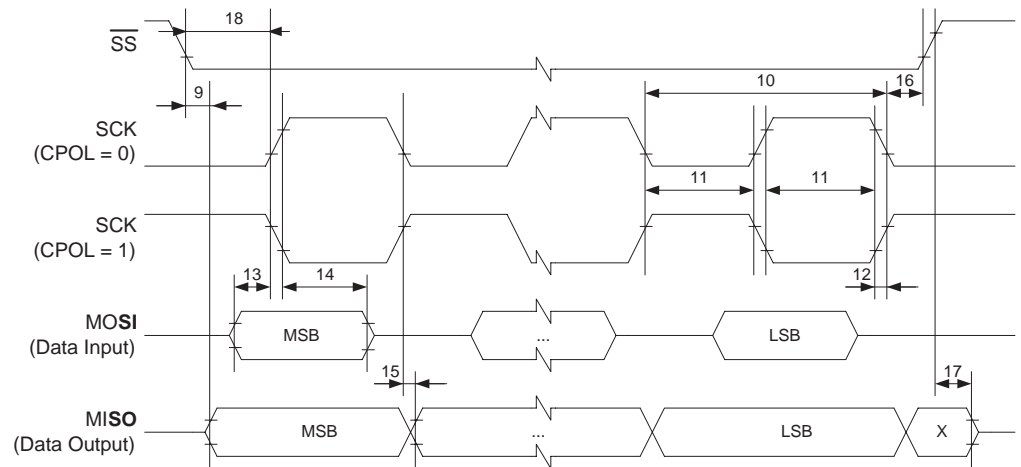 18
SS
10
9
16
SCK
(CPOL = 0)
11
11
SCK
(CPOL = 1)
13
14
12
MOSI
(Data Input)
MSB
...
LSB
15
17
MISO
(Data Output)
MSB
...
LSB
X